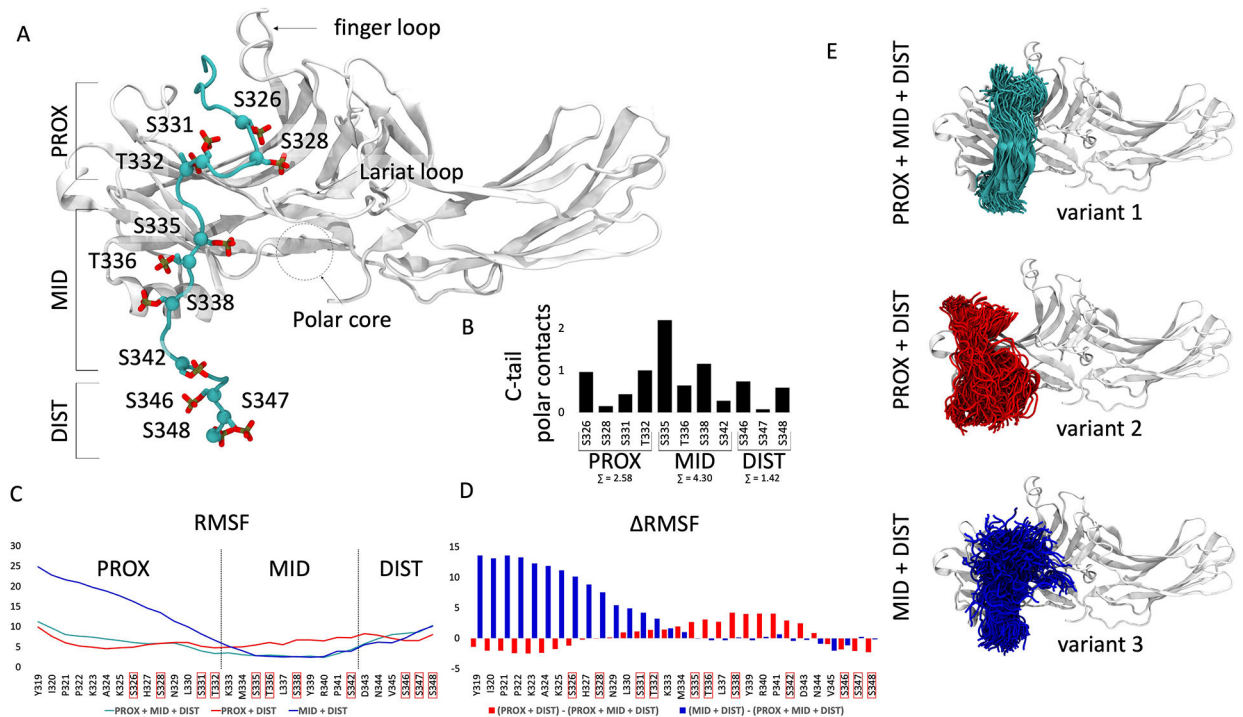 A
finger loop
PROX
S326
S331
S328
T332
Lariat loop
MID
S335
T336
S338
Polar core
S342
DIST
S346
S347
S348
B
C-tail
polar contacts
2
1
0
S326
S328
S331
T332
S335
T336
S338
S342
S346
S347
S348
PROX
MID
DIST
∑ = 2.58
∑ = 4.30
∑ = 1.42
C
RMSF
30
25
20
15
10
5
0
PROX
MID
DIST
Y319
I320
P321
P322
K323
A324
K325
S326
H327
S328
N329
L330
S331
T332
K333
M334
S335
T336
L337
S338
Y339
R340
P341
S342
D343
N344
V345
S346
S347
S348
PROX + MID + DIST
PROX + DIST
MID + DIST
D
ΔRMSF
15
10
5
0
-5
Y319
I320
P321
P322
K323
A324
K325
S326
H327
S328
N329
L330
S331
T332
K333
M334
S335
T336
L337
S338
Y339
R340
P341
S342
D343
N344
V345
S346
S347
S348
(PROX + DIST) - (PROX + MID + DIST)
(MID + DIST) - (PROX + MID + DIST)
E
PROX + MID + DIST
variant 1
PROX + DIST
variant 2
MID + DIST
variant 3